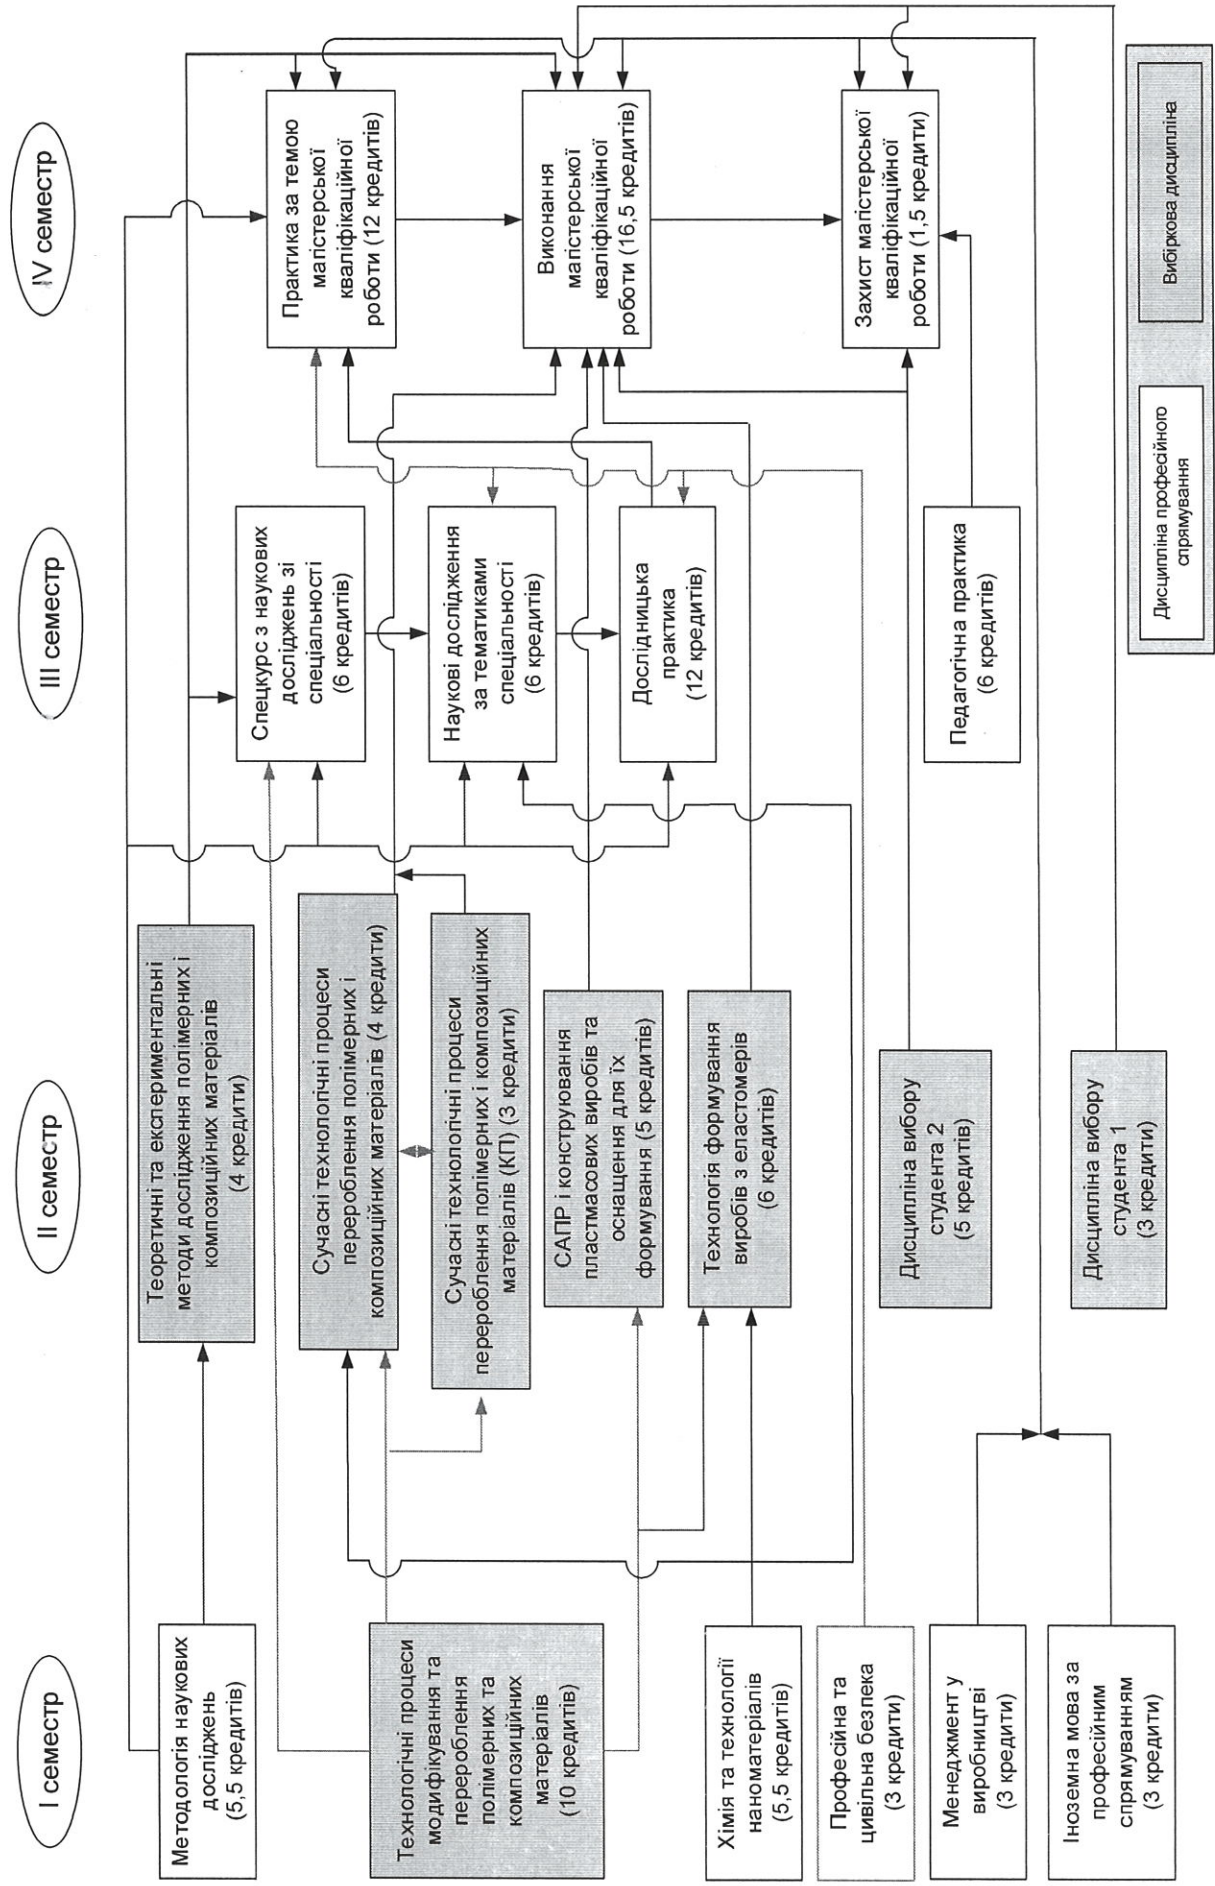 I семестр
II семестр
III семестр
IV семестр
Методологія наукових
досліджень
(5,5 кредитів)
Технологічні процеси
модифікування та
перероблення
полімерних та
композиційних
матеріалів
(10 кредитів)
Хімія та технології
наноматеріалів
(5,5 кредитів)
Професійна та
цивільна безпека
(3 кредити)
Менеджмент у
виробництві
(3 кредити)
Іноземна мова за
професійним
спрямуванням
(3 кредити)
Теоретичні та експериментальні
методи дослідження полімерних і
композиційних матеріалів
(4 кредити)
Сучасні технологічні процеси
перероблення полімерних і
композиційних матеріалів (4 кредити)
Сучасні технологічні процеси
перероблення полімерних і композиційних
матеріалів (КП) (3 кредити)
САПР і конструювання
пластмасових виробів та
оснащення для їх
формування (5 кредитів)
Технологія формування
виробів з еластомерів
(6 кредитів)
Дисципліна вибору
студента 2
(5 кредитів)
Дисципліна вибору
студента 1
(3 кредити)
Спецкурс з наукових
досліджень зі
спеціальності
(6 кредитів)
Наукові дослідження
за тематиками
спеціальності
(6 кредитів)
Дослідницька
практика
(12 кредитів)
Педагогічна практика
(6 кредитів)
Практика за темою
магістерської
кваліфікаційної
роботи (12 кредитів)
Виконання
магістерської
кваліфікаційної
роботи (16,5 кредитів)
Захист магістерської
кваліфікаційної
роботи (1,5 кредити)
Дисципліна професійного
спрямування
Вибіркова дисципліна